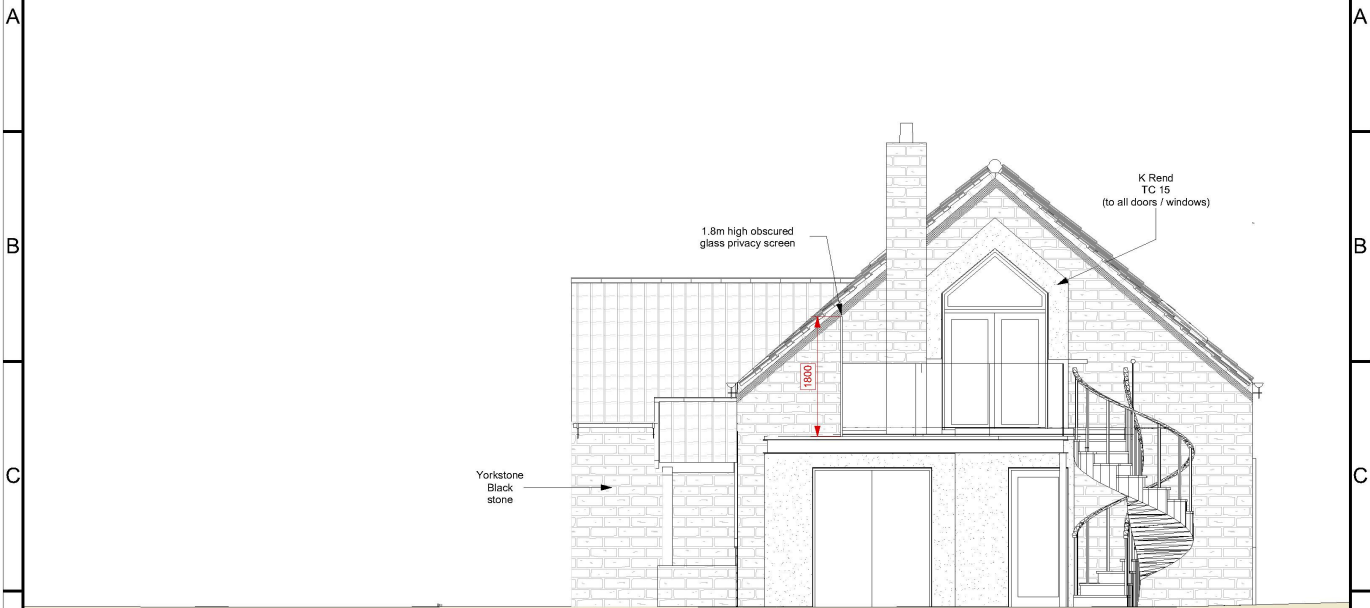 A
A
K Rend
TC 15
(to all doors / windows)
1.8m high obscured
glass privacy screen
B
B
1800
Yorkstone
Black
stone
C
C